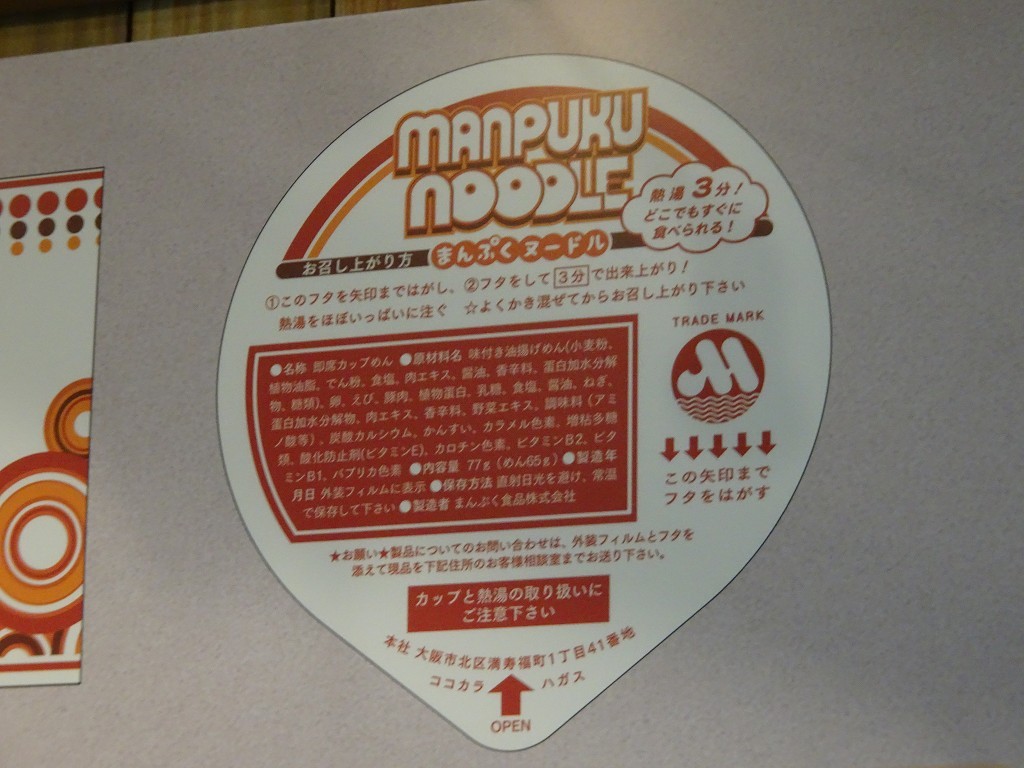 MANPUKU
NOODLE
まんぷくヌードル
熱湯3分!
どこでもすぐに
食べられる!
お召し上がり方
①このフタを矢印まではがし、②フタをして3分で出来上がり!
熱湯をほぼいっぱいに注ぐ ☆よくかき混ぜてからお召し上がり下さい
●名称 即席カップめん ●原材料名 味付き油揚げめん(小麦粉、
植物油脂、でん粉、食塩、肉エキス、醤油、香辛料、蛋白加水分解
物、糖類)、卵、えび、豚肉、植物蛋白、乳糖、食塩、醤油、ねぎ、
蛋白加水分解物、肉エキス、香辛料、野菜エキス、調味料(アミ
ノ酸等)、炭酸カルシウム、かんすい、カラメル色素、増粘多糖
類、酸化防止剤(ビタミンE)、カロチン色素、ビタミンB2、ビタ
ミンB1、パプリカ色素 ●内容量 77g(めん65g)●製造年
月日 外装フィルムに表示 ●保存方法 直射日光を避け、常温
で保存して下さい ●製造者 まんぷく食品株式会社
TRADE MARK
この矢印まで
フタをはがす
★お願い★製品についてのお問い合わせは、外装フィルムとフタを
添えて現品を下記住所のお客様相談室までお送り下さい。
カップと熱湯の取り扱いに
ご注意下さい
本社 大阪市北区満寿福町1丁目41番地
ココカラ ハガス
OPEN